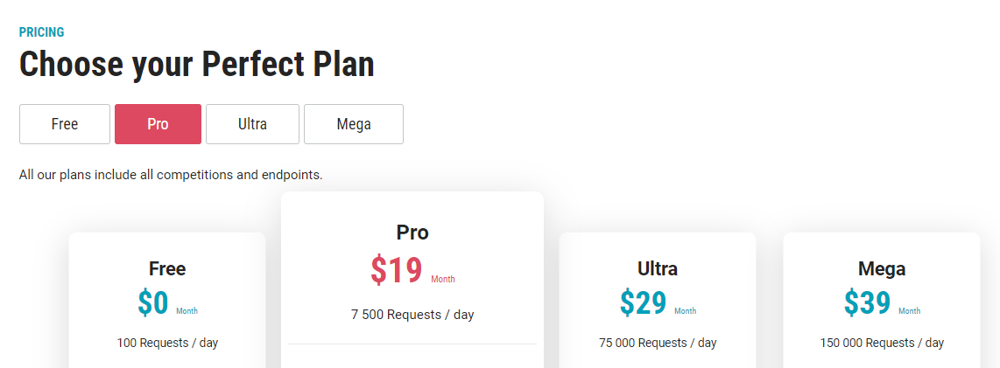 PRICING
Choose your Perfect Plan
Free Pro Ultra Mega
All our plans include all competitions and endpoints.
Free
$0 Month
100 Requests / day
Pro
$19 Month
7 500 Requests / day
Ultra
$29 Month
75 000 Requests / day
Mega
$39 Month
150 000 Requests / day